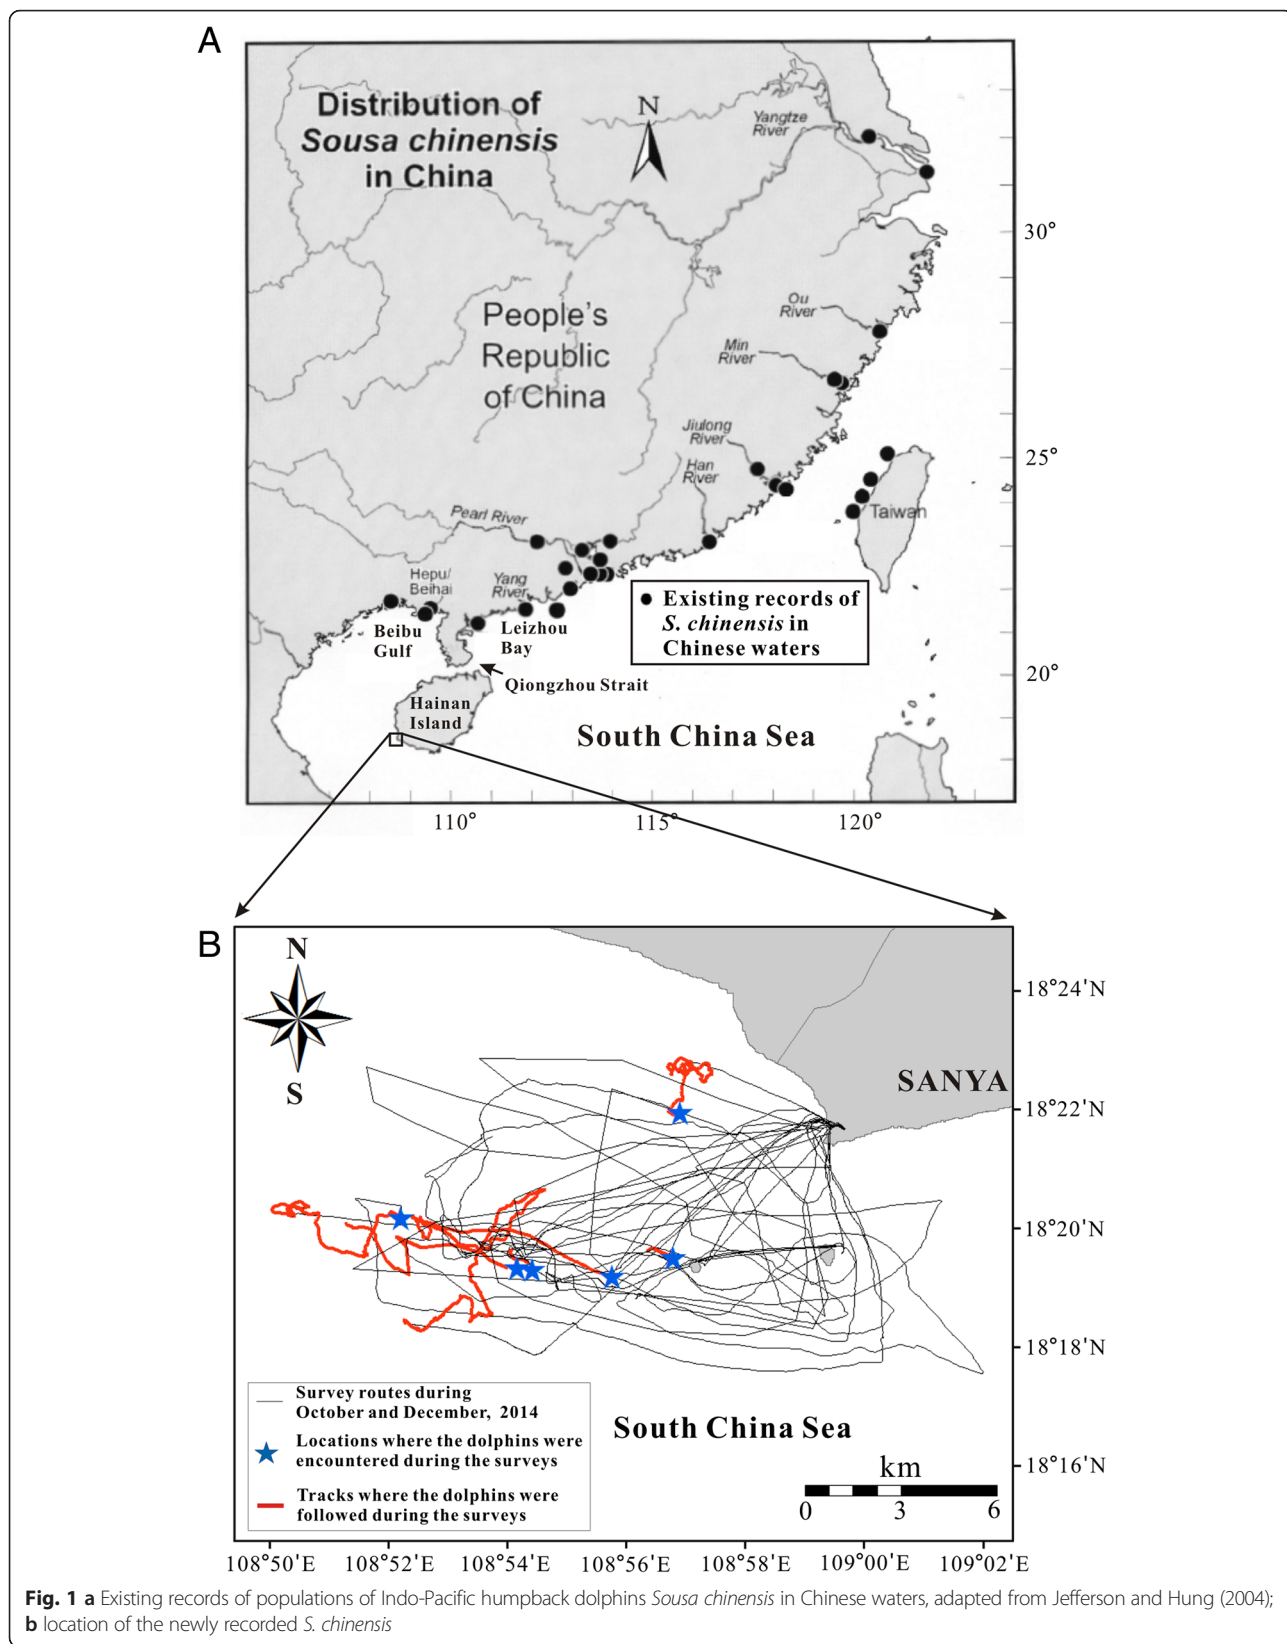 A
Distribution of
Sousa chinensis
in China
N
Yangtze
River
30°
People's
Republic
of China
Ou
River
Min
River
Jiulong
River
Han
River
25°
Taiwan
Pearl River
Hepu/
Beihai
Yang
River
Existing records of
S. chinensis in
Chinese waters
Beibu
Gulf
Leizhou
Bay
Qiongzhou Strait
20°
Hainan
Island
South China Sea
110°
115°
120°
B
N
S
18°24'N
SANYA
18°22'N
18°20'N
18°18'N
Survey routes during
October and December, 2014
Locations where the dolphins were
encountered during the surveys
Tracks where the dolphins were
followed during the surveys
South China Sea
18°16'N
km
0 3 6
108°50'E 108°52'E 108°54'E 108°56'E 108°58'E 109°00'E 109°02'E
Fig. 1 a Existing records of populations of Indo-Pacific humpback dolphins Sousa chinensis in Chinese waters, adapted from Jefferson and Hung (2004);
b location of the newly recorded S. chinensis